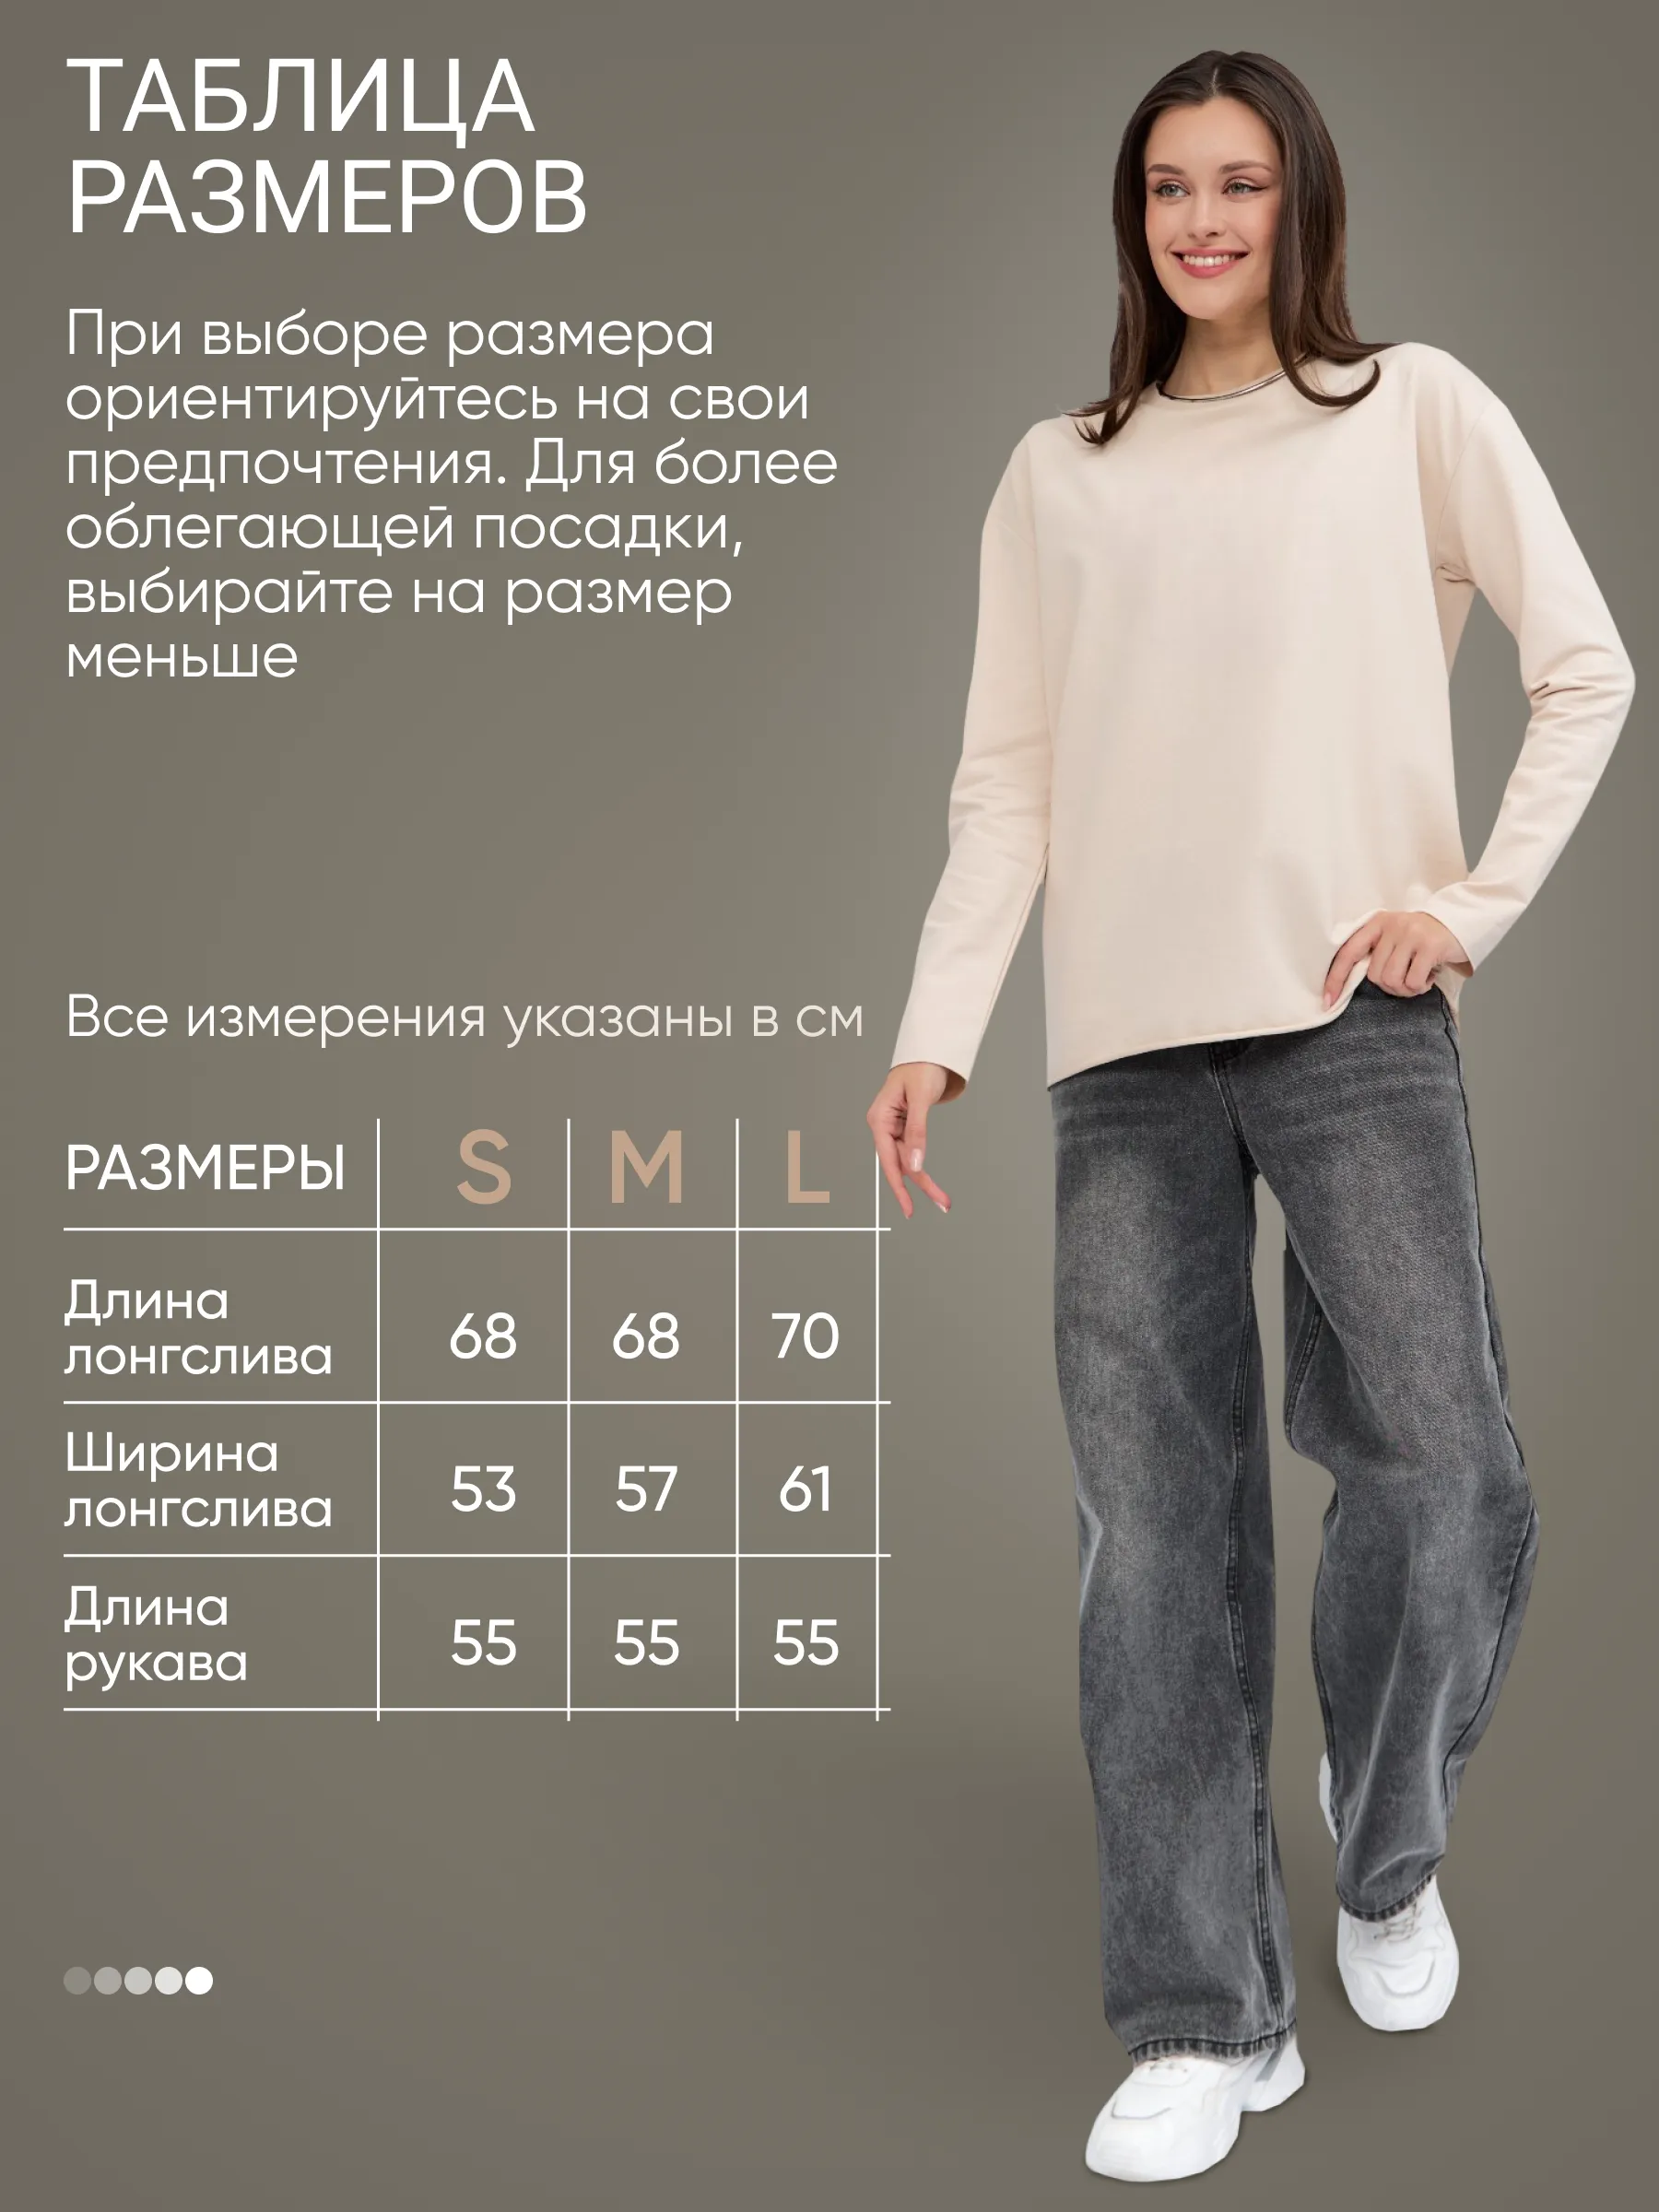 ТАБЛИЦА
РАЗМЕРОВ
При выборе размера
ориентируйтесь на свои
предпочтения. Для более
облегающей посадки,
выбирайте на размер
меньше
Все измерения указаны в см
РАЗМЕРЫ S M L
Длина
лонгслива 68 68 70
Ширина
лонгслива 53 57 61
Длина
рукава 55 55 55